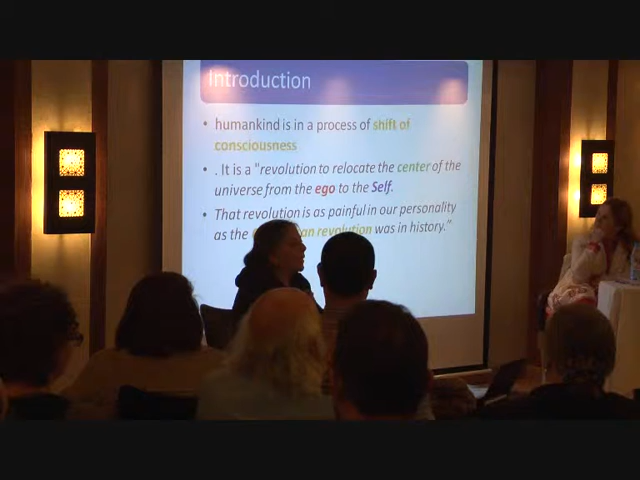 Introduction
• humankind is in a process of shift of
consciousness
• . It is a "revolution to relocate the center of the
universe from the ego to the Self.
• That revolution is as painful in our personality
as the an revolution was in history."